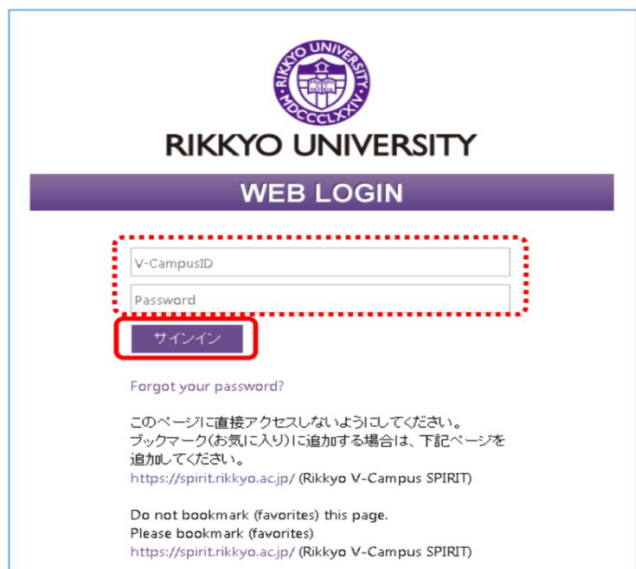 RIKKYO UNIVERSITY
MDCCCLXXIV
RIKKYO UNIVERSITY
WEB LOGIN
V-CampusID
Password
サインイン
Forgot your password?
このページに直接アクセスしないようにしてください。
ブックマーク(お気に入り)に追加する場合は、下記ページを
追加してください。
https://spirit.rikkyo.ac.jp/ (Rikkyo V-Campus SPIRIT)
Do not bookmark (favorites) this page.
Please bookmark (favorites)
https://spirit.rikkyo.ac.jp/ (Rikkyo V-Campus SPIRIT)